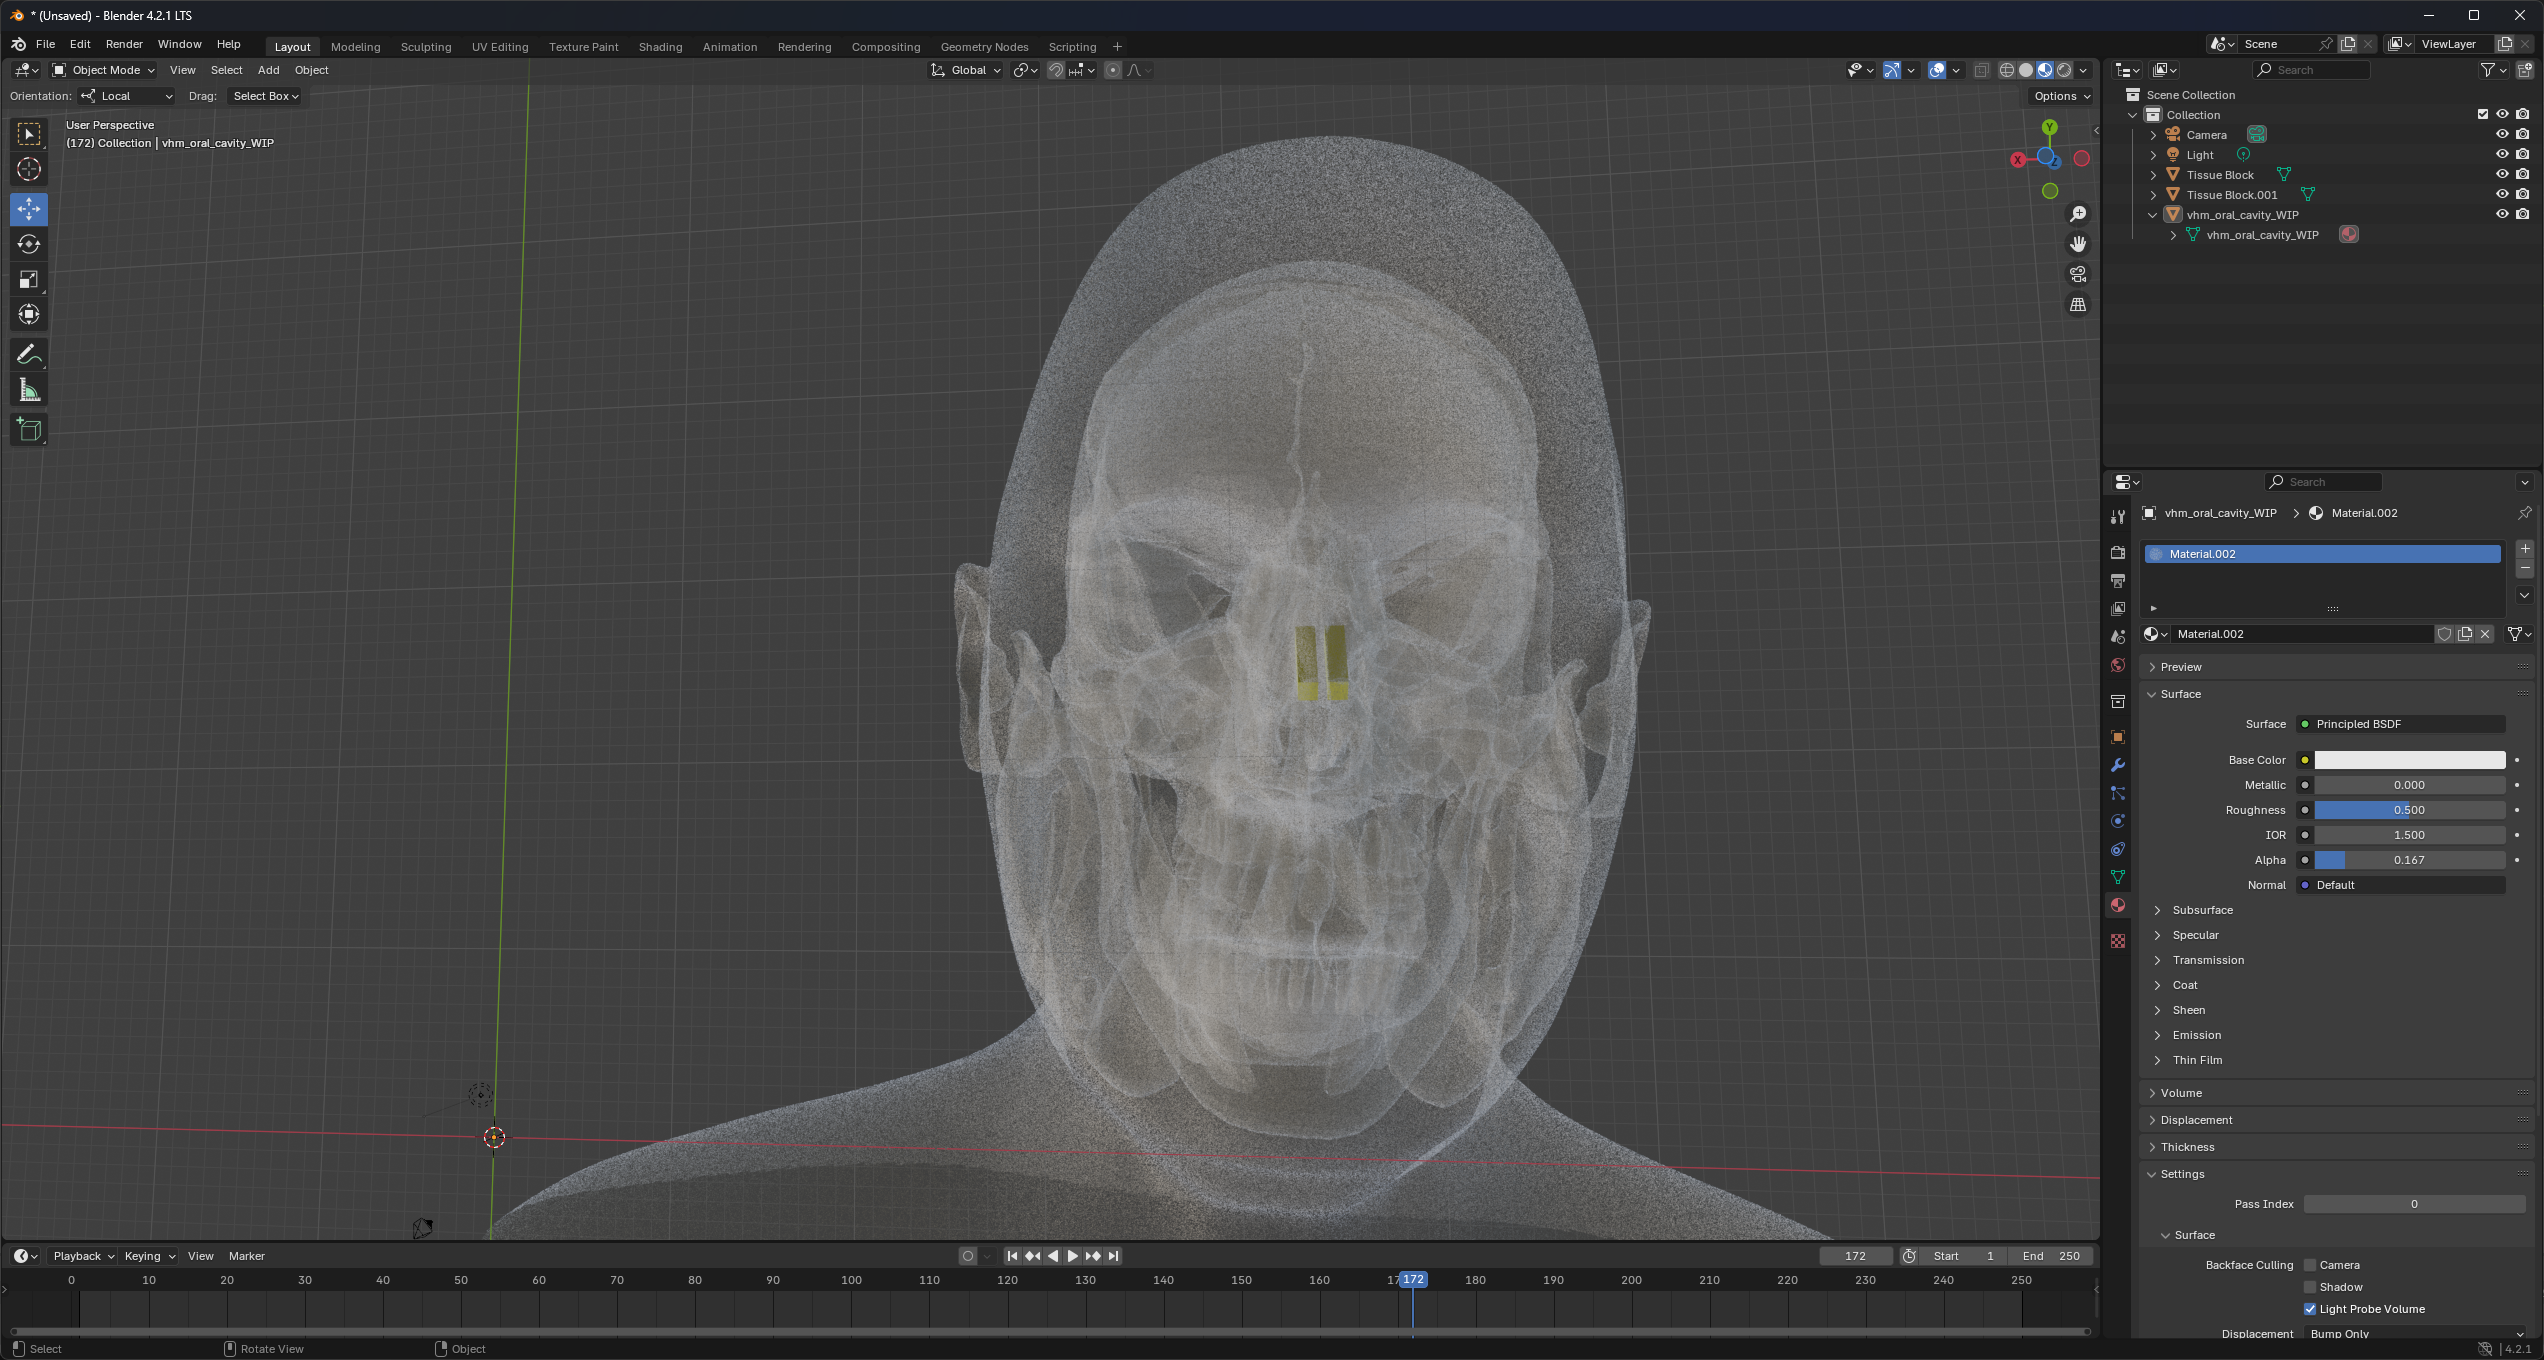 * (Unsaved) - Blender 4.2.1 LTS
File Edit Render Window Help Layout Modeling Sculpting UV Editing Texture Paint Shading Animation Rendering Compositing Geometry Nodes Scripting + Scene ViewLayer
Object Mode View Select Add Object Global Search
Orientation: Local Drag: Select Box Options
User Perspective
(172) Collection | vhm_oral_cavity_WIP
Y
X
Z
Scene Collection
Collection
Camera
Light
Tissue Block
Tissue Block.001
vhm_oral_cavity_WIP
vhm_oral_cavity_WIP
Search
vhm_oral_cavity_WIP > Material.002
Material.002
Material.002
Preview
Surface
Surface Principled BSDF
Base Color
Metallic 0.000
Roughness 0.500
IOR 1.500
Alpha 0.167
Normal Default
Subsurface
Specular
Transmission
Coat
Sheen
Emission
Thin Film
Volume
Displacement
Thickness
Settings
Pass Index 0
Surface
Backface Culling Camera
Shadow
Light Probe Volume
Displacement Bump Only
Playback Keying View Marker 172 Start 1 End 250
0 10 20 30 40 50 60 70 80 90 100 110 120 130 140 150 160 17 172 180 190 200 210 220 230 240 250
Select Rotate View Object 4.2.1